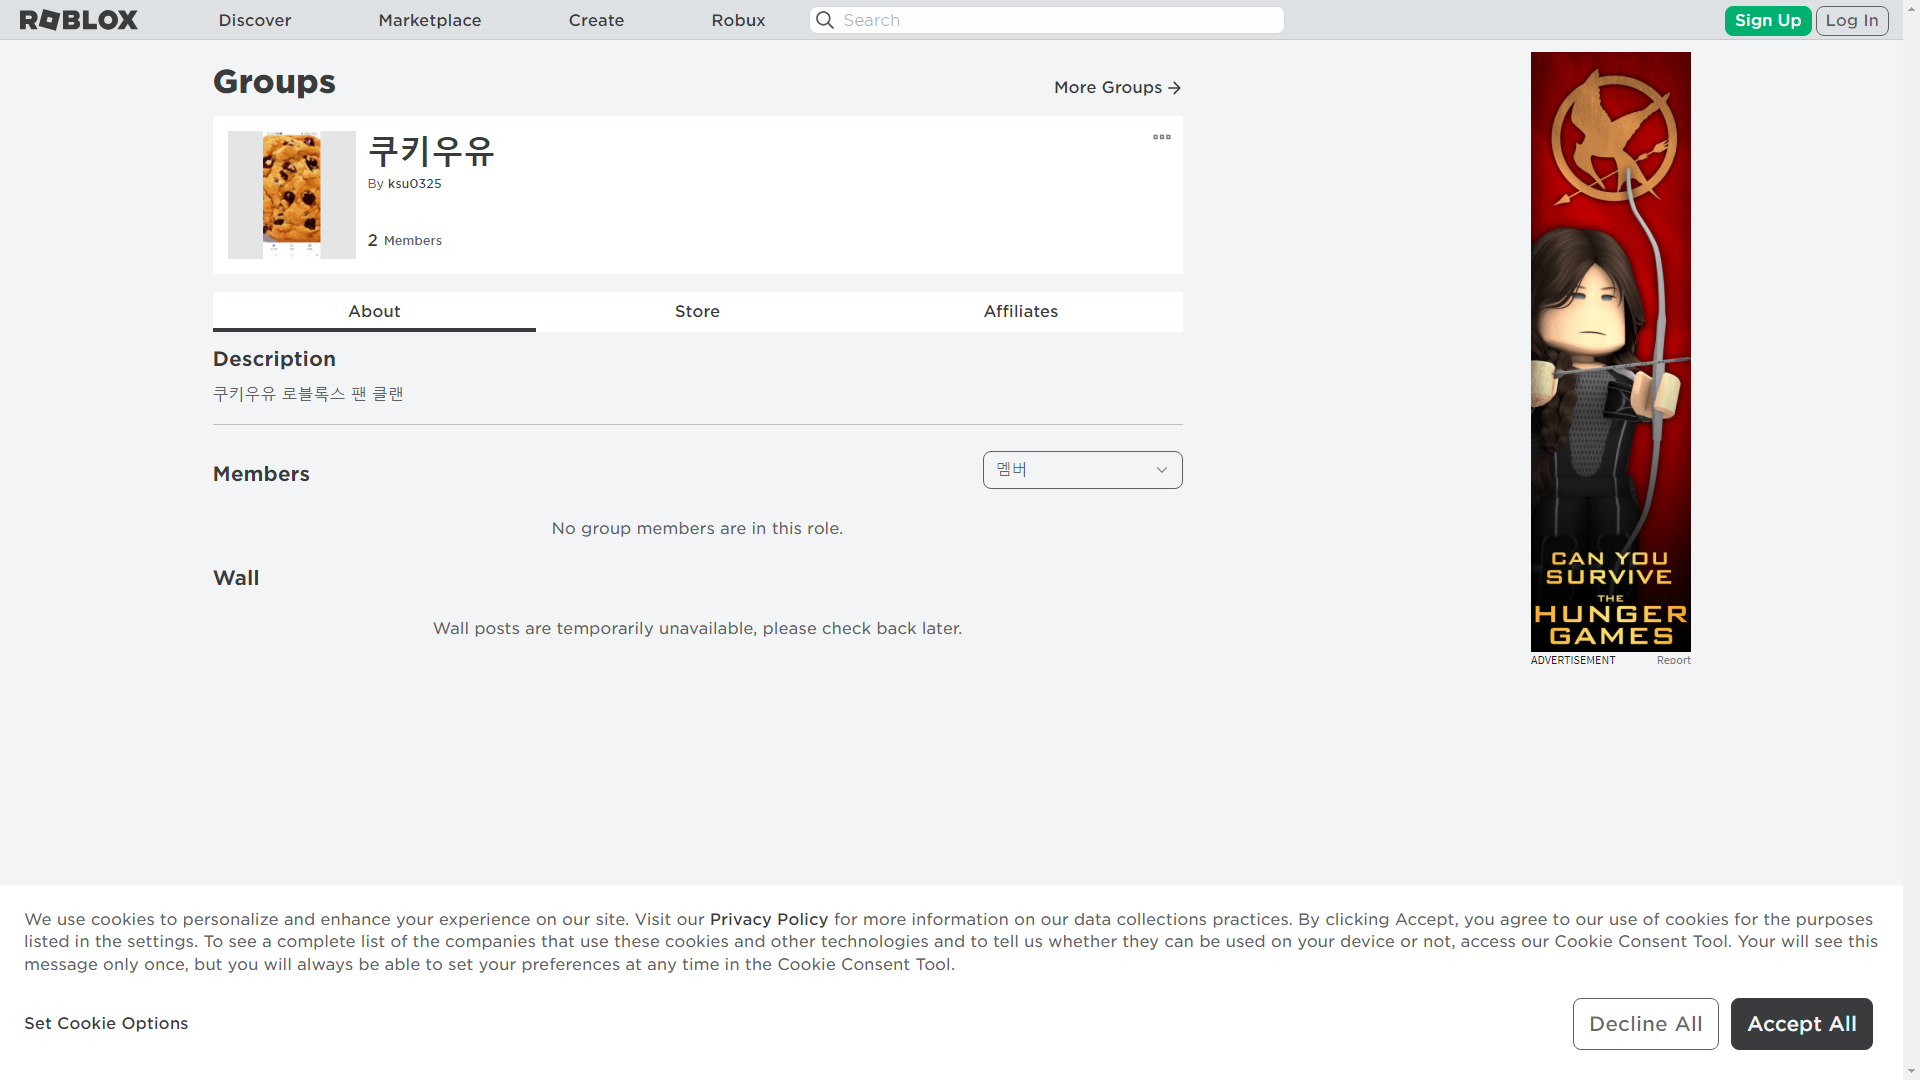 ROBLOX
Discover
Marketplace
Create
Robux
Search
Sign Up
Log In
Groups
More Groups
쿠키우유
By ksu0325
2 Members
About
Store
Affiliates
Description
쿠키우유 로블록스 팬 클랜
Members
멤버
No group members are in this role.
Wall
Wall posts are temporarily unavailable, please check back later.
CAN YOU
SURVIVE
THE
HUNGER
GAMES
ADVERTISEMENT
Report
We use cookies to personalize and enhance your experience on our site. Visit our Privacy Policy for more information on our data collections practices. By clicking Accept, you agree to our use of cookies for the purposes
listed in the settings. To see a complete list of the companies that use these cookies and other technologies and to tell us whether they can be used on your device or not, access our Cookie Consent Tool. Your will see this
message only once, but you will always be able to set your preferences at any time in the Cookie Consent Tool.
Set Cookie Options
Decline All
Accept All